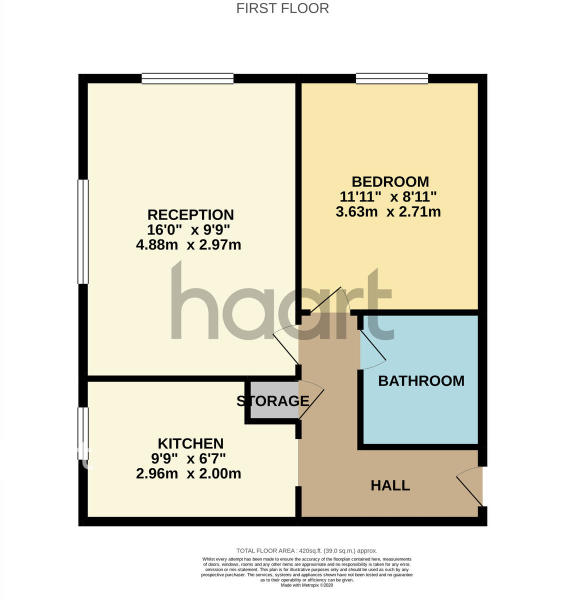 FIRST FLOOR
BEDROOM
11'11" x 8'11"
3.63m x 2.71m
RECEPTION
16'0" x 9'9"
4.88m x 2.97m
haart
BATHROOM
STORAGE
KITCHEN
9'9" x 6'7"
2.96m x 2.00m
HALL
TOTAL FLOOR AREA : 420sq.ft. (39.0 sq.m.) approx.
Whilst every attempt has been made to ensure the accuracy of the floorplan contained here, measurements
of doors, windows, rooms and any other items are approximate and no responsibility is taken for any error,
omission or mis-statement. This plan is for illustrative purposes only and should be used as such by any
prospective purchaser. The services, systems and appliances shown have not been tested and no guarantee
as to their operability or efficiency can be given.
Made with Metropix ©2020